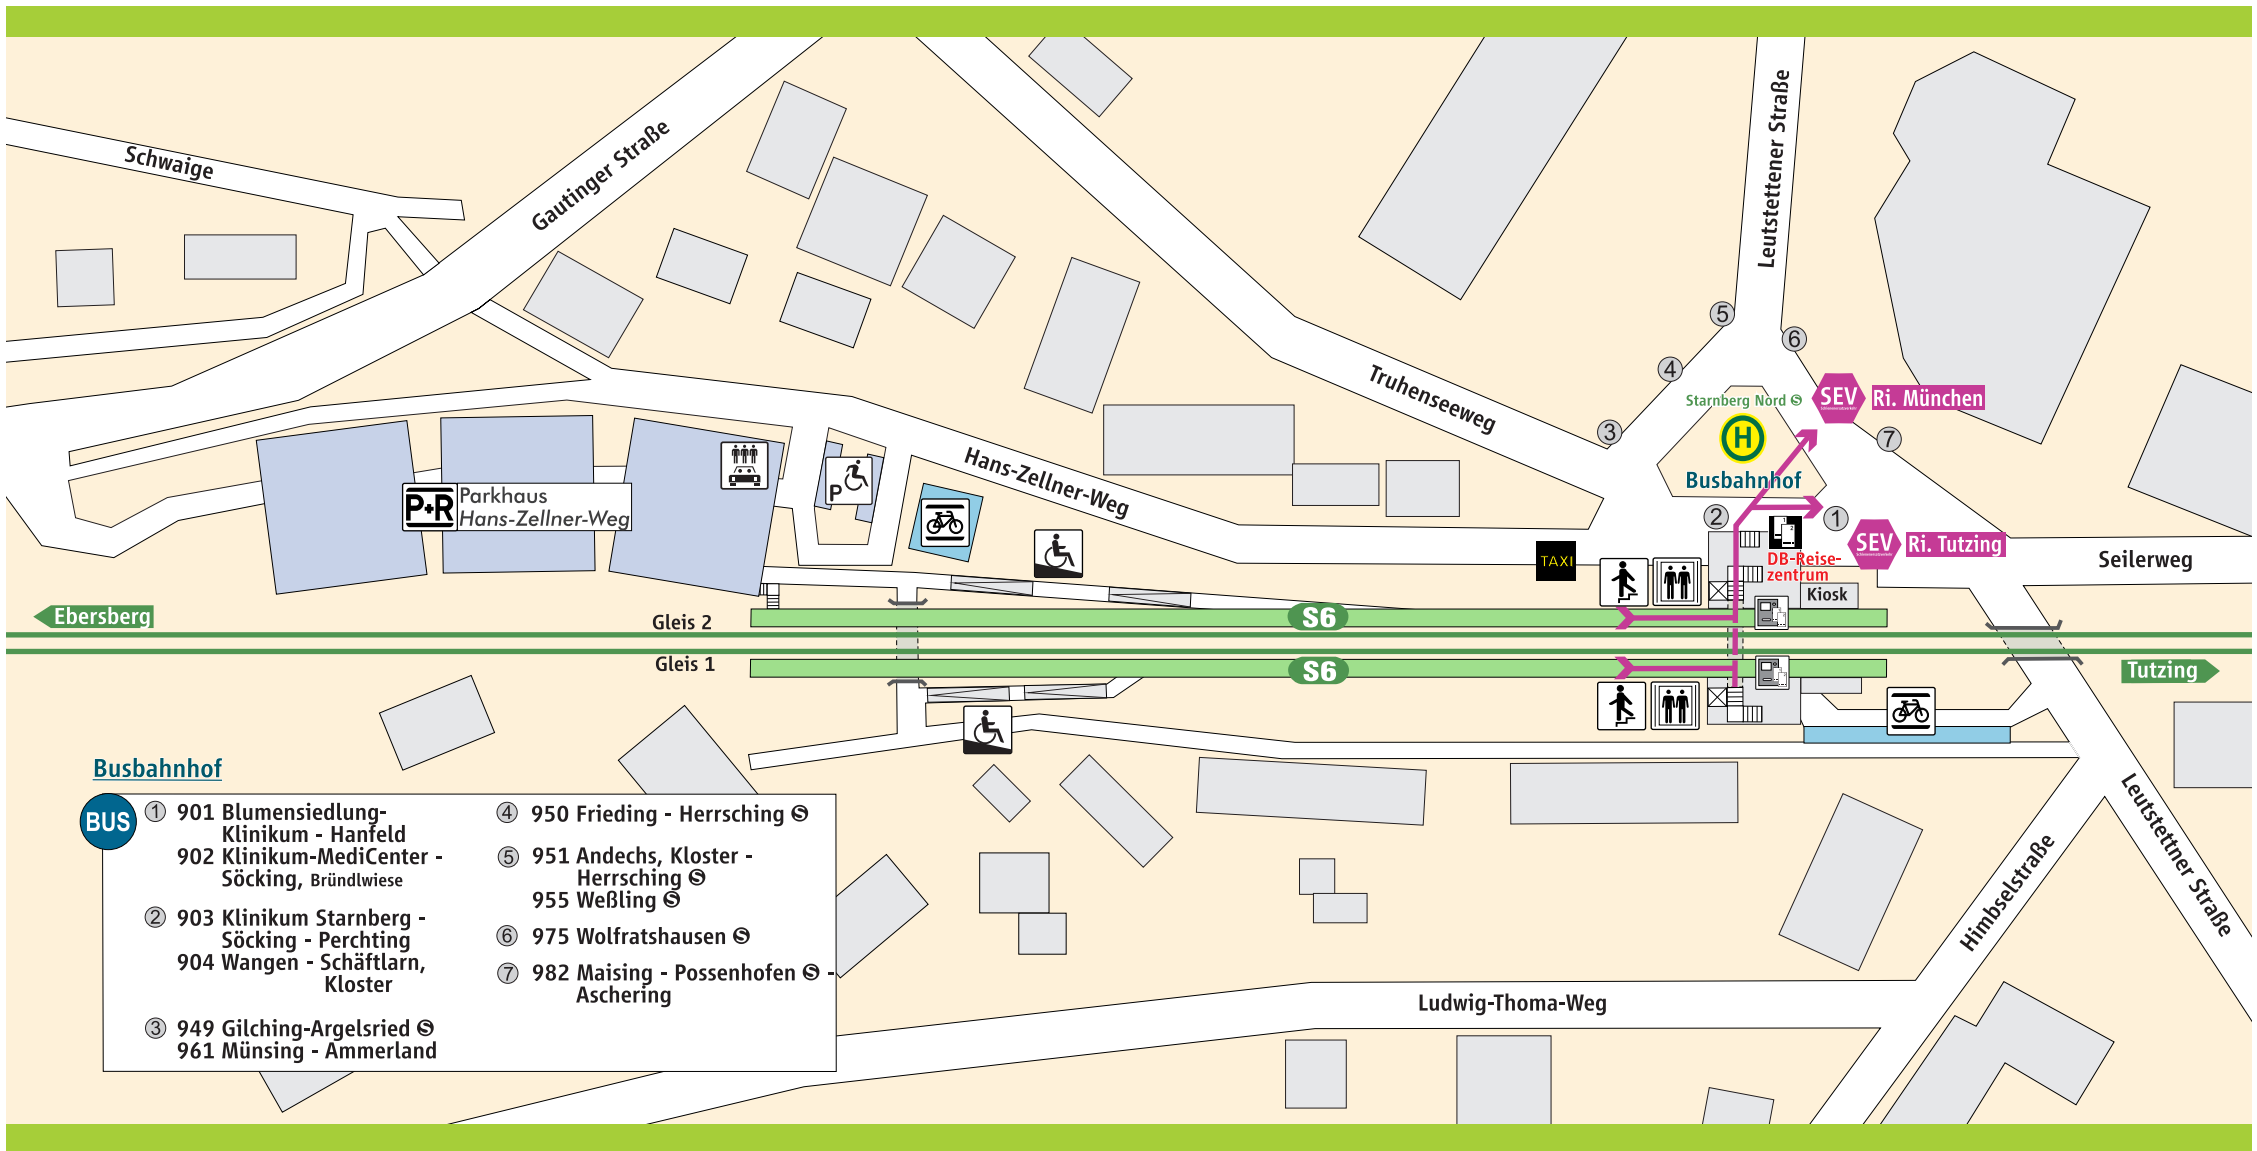 Schwaige
Gautinger Straße
Leutstettener Straße
Truhenseeweg
Hans-Zellner-Weg
5
6
4
3
7
Starnberg Nord S
H
Busbahnhof
SEV
Ri. München
2
1
SEV
Ri. Tutzing
DB-Reise-
zentrum
Kiosk
Seilerweg
TAXI
P+R
Parkhaus
Hans-Zellner-Weg
P
Ebersberg
Gleis 2
S6
Gleis 1
S6
Tutzing
Leutstettner Straße
Himbselstraße
Ludwig-Thoma-Weg
Busbahnhof
BUS
1 901 Blumensiedlung-
Klinikum - Hanfeld
902 Klinikum-MediCenter -
Söcking, Bründlwiese
2 903 Klinikum Starnberg -
Söcking - Perchting
904 Wangen - Schäftlarn,
Kloster
3 949 Gilching-Argelsried S
961 Münsing - Ammerland
4 950 Frieding - Herrsching S
5 951 Andechs, Kloster -
Herrsching S
955 Weßling S
6 975 Wolfratshausen S
7 982 Maising - Possenhofen S -
Aschering